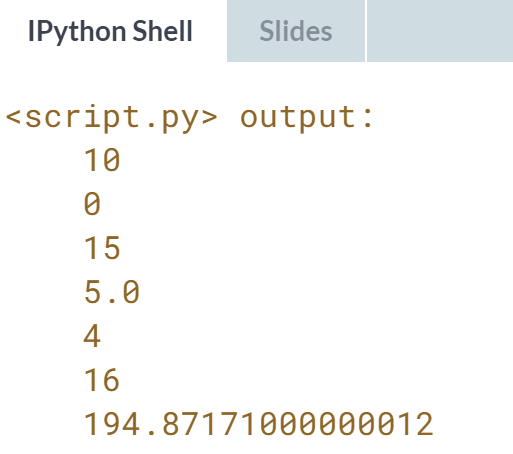 IPython Shell
Slides
<script.py> output:
10
0
15
5.0
4
16
194.87171000000012